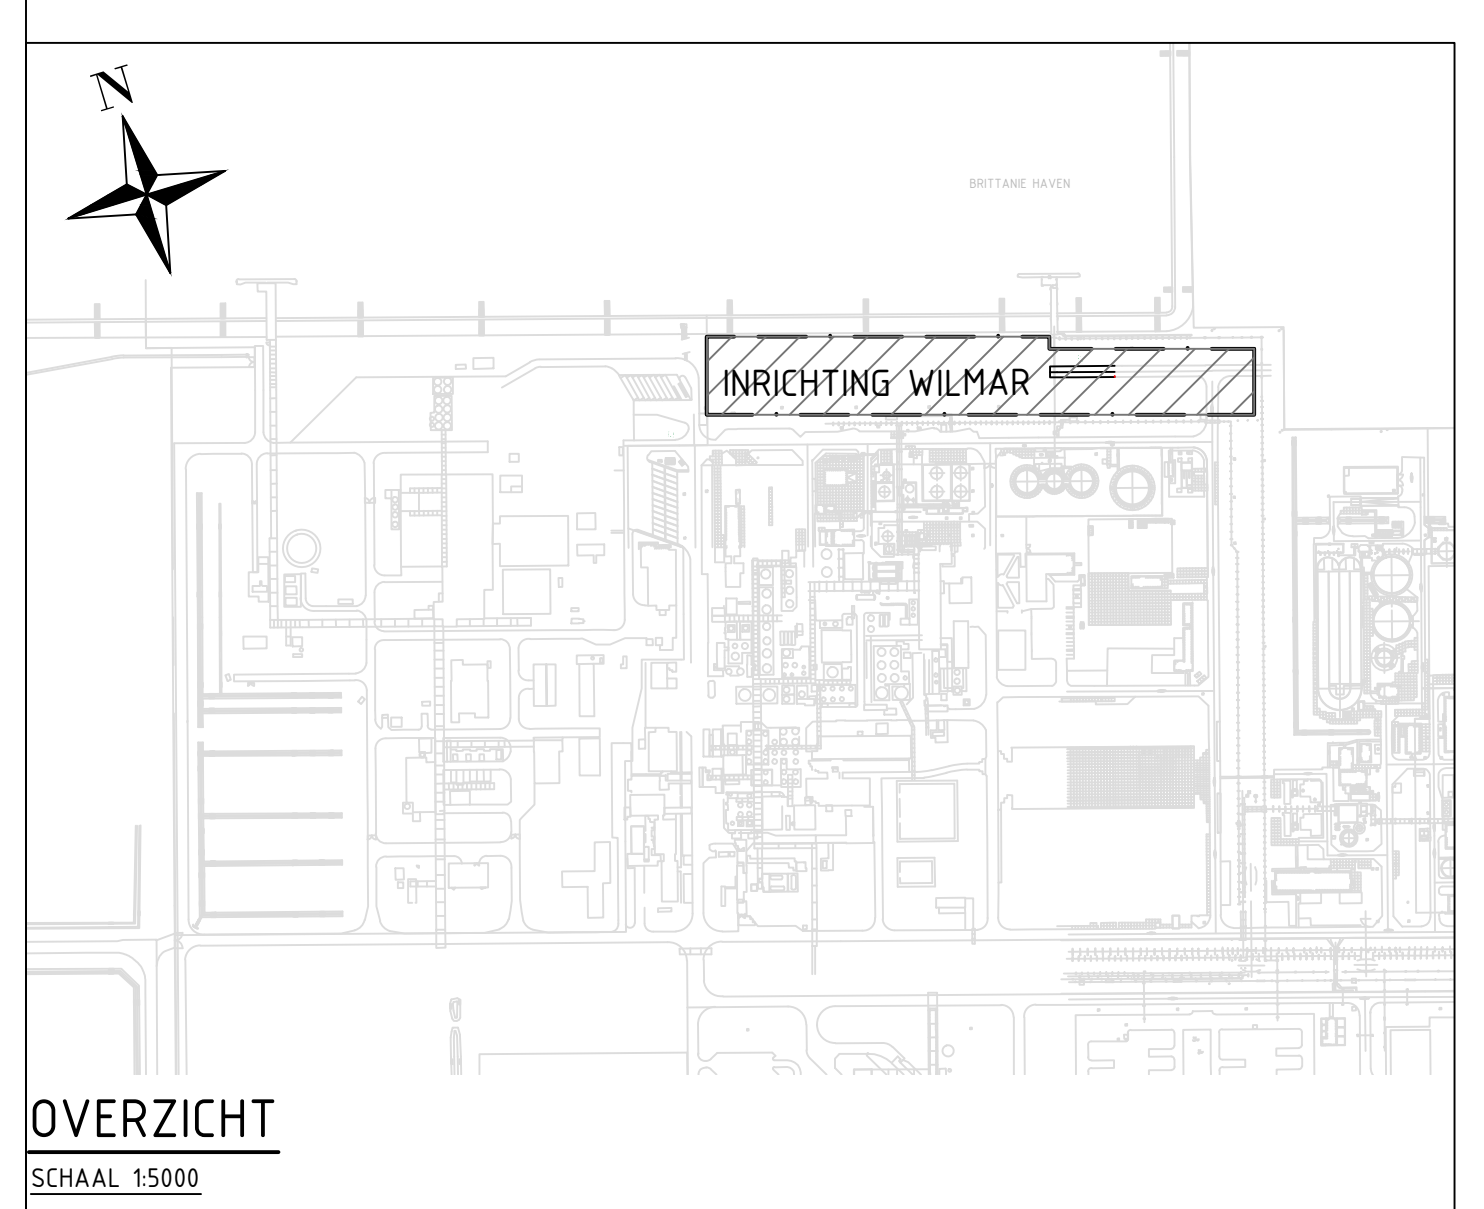 N
BRITTANIE HAVEN
INRICHTING WILMAR
OVERZICHT
SCHAAL 1:5000